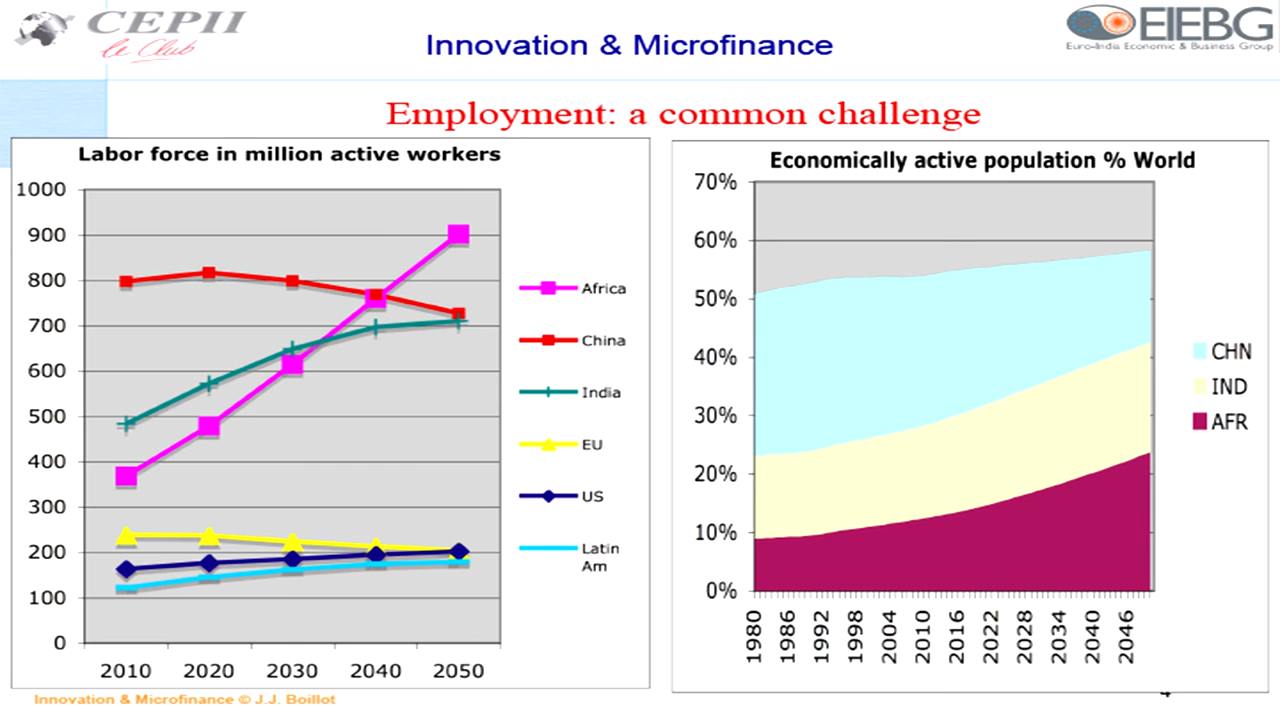 CEPII
le Club
Innovation & Microfinance
EIEBG
Euro-India Economic & Business Group
Employment: a common challenge
Labor force in million active workers
1000
900
800
700
600
500
400
300
200
100
0
2010 2020 2030 2040 2050
Africa
China
India
EU
US
Latin
Am
Economically active population % World
70%
60%
50%
40%
30%
20%
10%
0%
1980 1986 1992 1998 2004 2010 2016 2022 2028 2034 2040 2046
CHN
IND
AFR
Innovation & Microfinance © J.J. Boillot
4